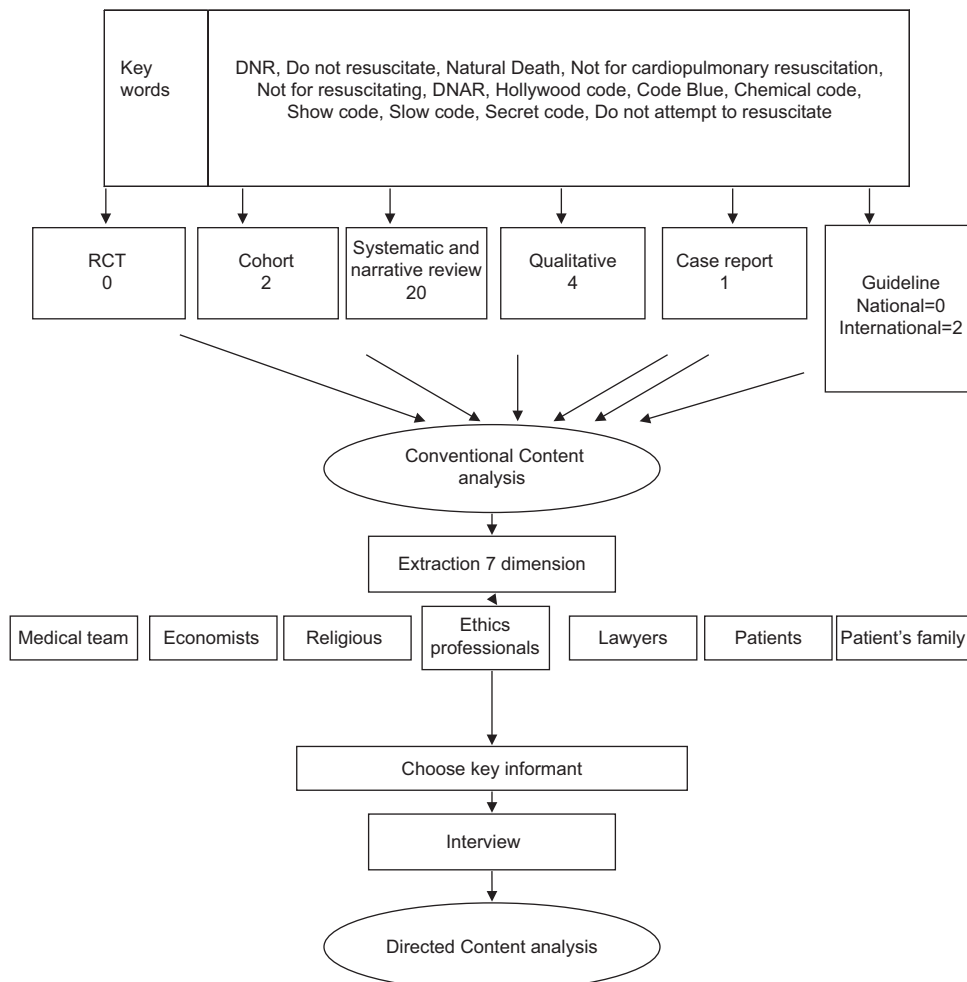 Key
words
DNR, Do not resuscitate, Natural Death, Not for cardiopulmonary resuscitation,
Not for resuscitating, DNAR, Hollywood code, Code Blue, Chemical code,
Show code, Slow code, Secret code, Do not attempt to resuscitate
RCT
0
Cohort
2
Systematic and
narrative review
20
Qualitative
4
Case report
1
Guideline
National=0
International=2
Conventional Content
analysis
Extraction 7 dimension
Medical team
Economists
Religious
Ethics
professionals
Lawyers
Patients
Patient’s family
Choose key informant
Interview
Directed Content analysis